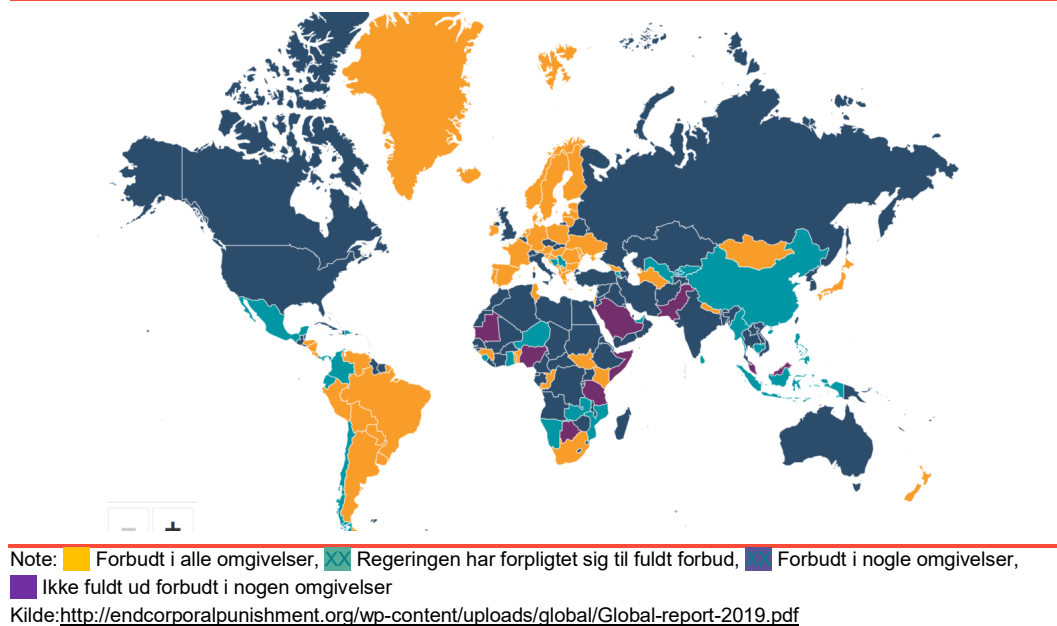 Note: Forbudt i alle omgivelser, XX Regeringen har forpligtet sig til fuldt forbud, XX Forbudt i nogle omgivelser,
Ikke fuldt ud forbudt i nogen omgivelser
Kilde:http://endcorporalpunishment.org/wp-content/uploads/global/Global-report-2019.pdf